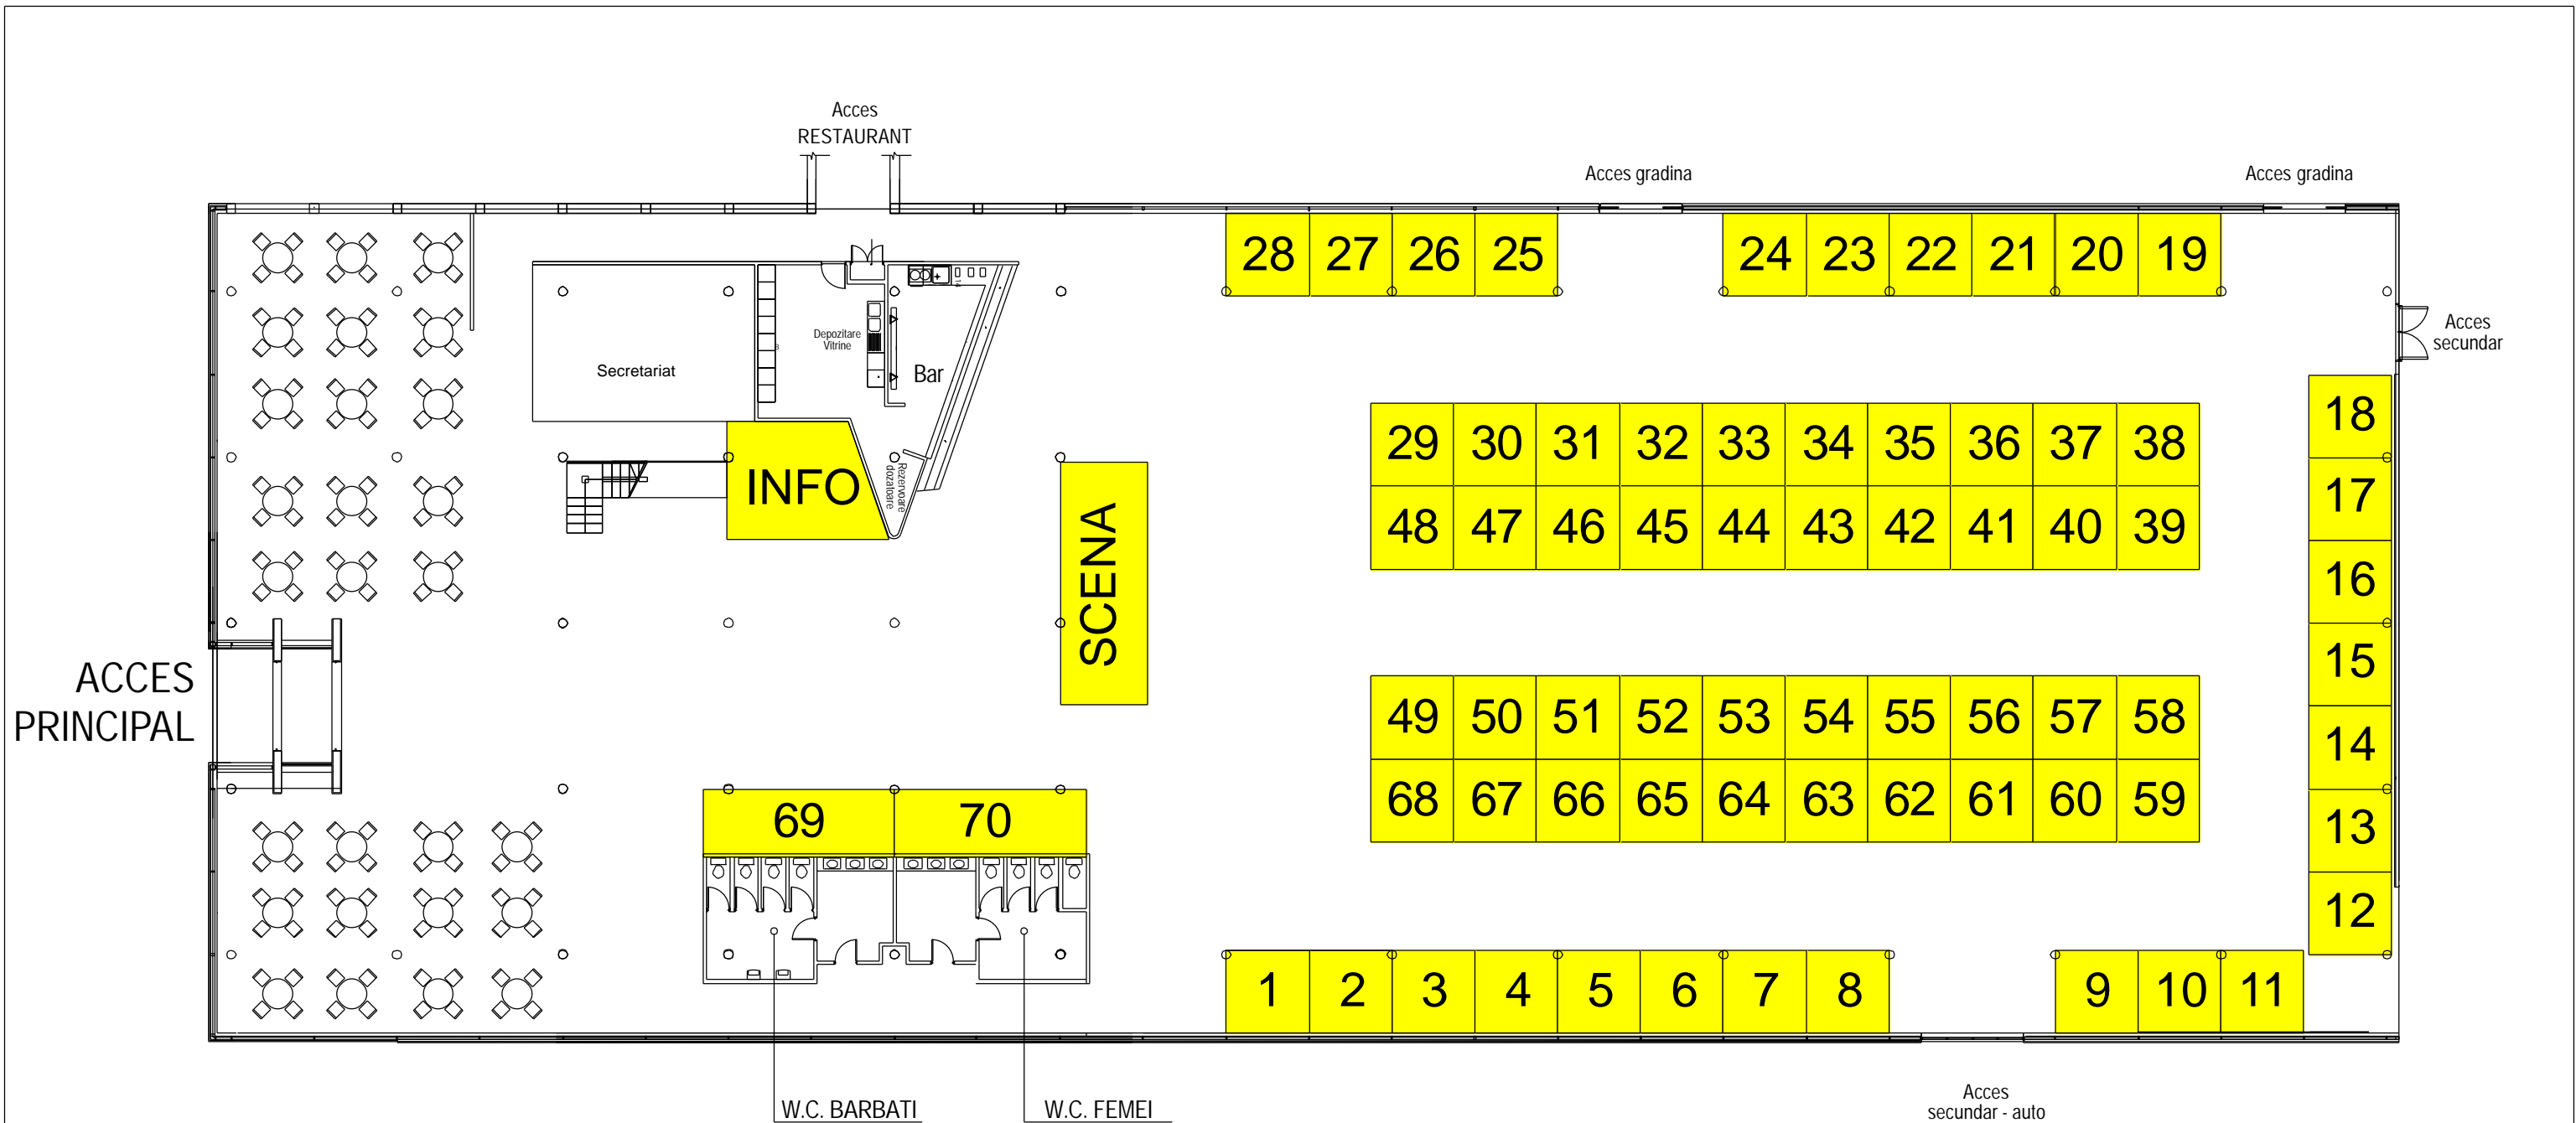 Acces
RESTAURANT
Acces gradina
Acces gradina
28 27 26 25 24 23 22 21 20 19
Acces
secundar
Depozitare
Vitrine
Secretariat
Bar
18
29 30 31 32 33 34 35 36 37 38
17
INFO
Rezervoare
dozatoare
48 47 46 45 44 43 42 41 40 39
SCENA
16
15
ACCES
PRINCIPAL
49 50 51 52 53 54 55 56 57 58
14
69 70
68 67 66 65 64 63 62 61 60 59
13
12
1 2 3 4 5 6 7 8 9 10 11
W.C. BARBATI
W.C. FEMEI
Acces
secundar - auto